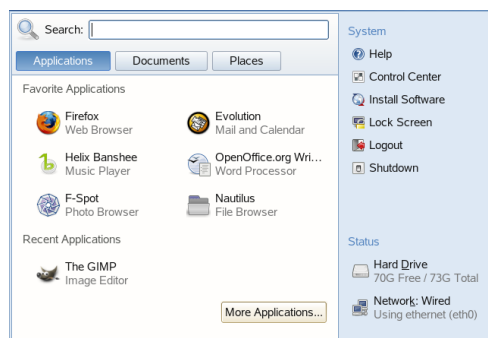 Search:
Applications
Documents
Places
Favorite Applications
Firefox
Web Browser
Evolution
Mail and Calendar
Helix Banshee
Music Player
OpenOffice.org Wri...
Word Processor
F-Spot
Photo Browser
Nautilus
File Browser
Recent Applications
The GIMP
Image Editor
More Applications...
System
Help
Control Center
Install Software
Lock Screen
Logout
Shutdown
Status
Hard Drive
70G Free / 73G Total
Network: Wired
Using ethernet (eth0)